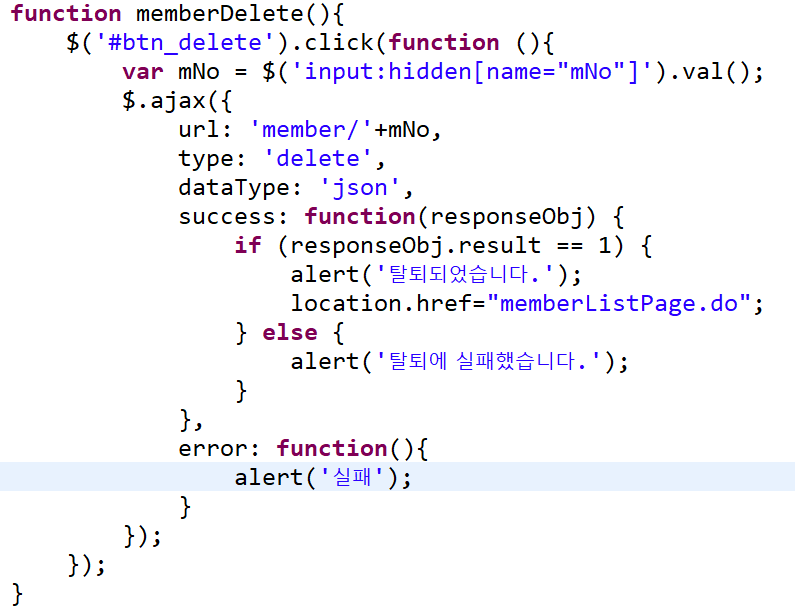 function memberDelete(){
    $('#btn_delete').click(function (){
        var mNo = $('input:hidden[name="mNo"]').val();
        $.ajax({
            url: 'member/'+mNo,
            type: 'delete',
            dataType: 'json',
            success: function(responseObj) {
                if (responseObj.result == 1) {
                    alert('탈퇴되었습니다.');
                    location.href="memberListPage.do";
                } else {
                    alert('탈퇴에 실패했습니다.');
                }
            },
            error: function(){
                alert('실패');
            }
        });
    });
}